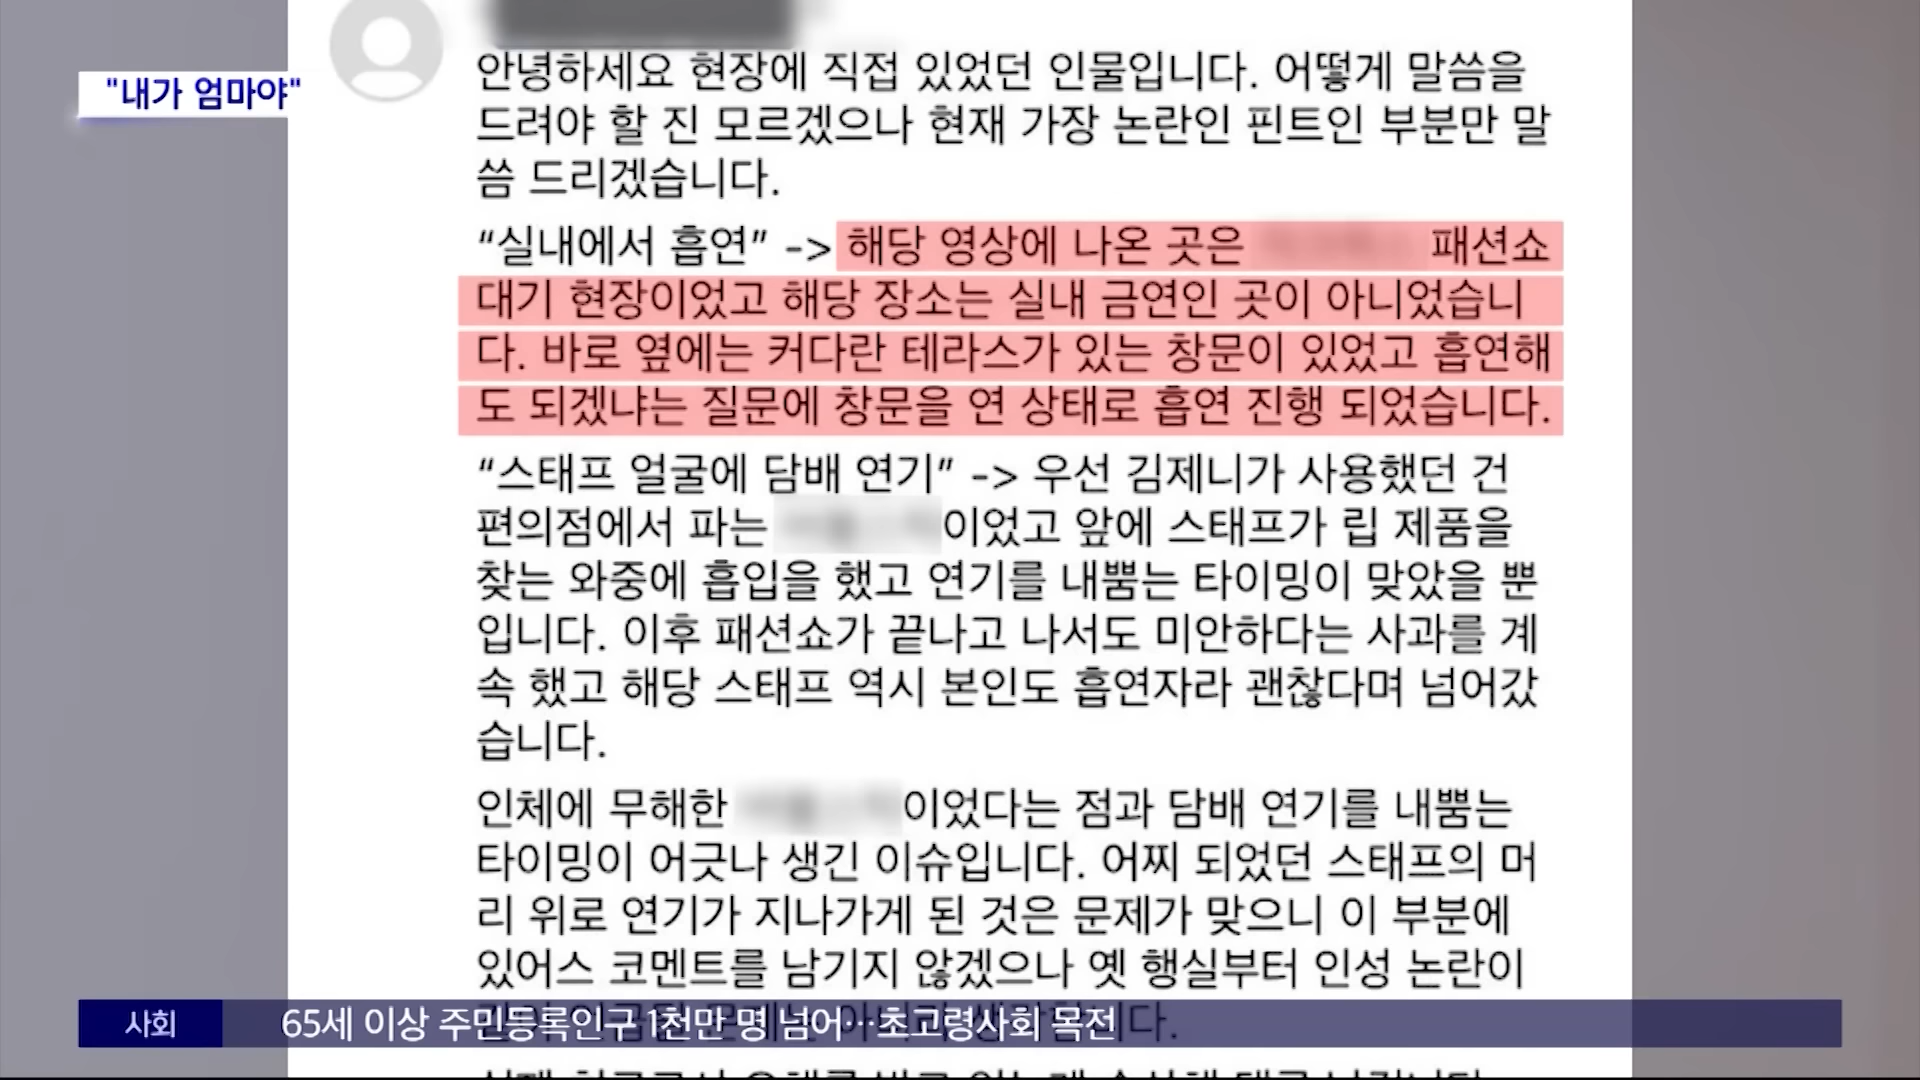 "내가 엄마야"
안녕하세요 현장에 직접 있었던 인물입니다. 어떻게 말씀을
드려야 할 진 모르겠으나 현재 가장 논란인 핀트인 부분만 말
씀 드리겠습니다.
“실내에서 흡연” -> 해당 영상에 나온 곳은 패션쇼
대기 현장이었고 해당 장소는 실내 금연인 곳이 아니었습니
다. 바로 옆에는 커다란 테라스가 있는 창문이 있었고 흡연해
도 되겠냐는 질문에 창문을 연 상태로 흡연 진행 되었습니다.
“스태프 얼굴에 담배 연기” -> 우선 김제니가 사용했던 건
편의점에서 파는 이었고 앞에 스태프가 립 제품을
찾는 와중에 흡입을 했고 연기를 내뿜는 타이밍이 맞았을 뿐
입니다. 이후 패션쇼가 끝나고 나서도 미안하다는 사과를 계
속 했고 해당 스태프 역시 본인도 흡연자라 괜찮다며 넘어갔
습니다.
인체에 무해한 이었다는 점과 담배 연기를 내뿜는
타이밍이 어긋나 생긴 이슈입니다. 어찌 되었던 스태프의 머
리 위로 연기가 지나가게 된 것은 문제가 맞으니 이 부분에
있어스 코멘트를 남기지 않겠으나 옛 행실부터 인성 논란이
사회 65세 이상 주민등록인구 1천만 명 넘어…초고령사회 목전